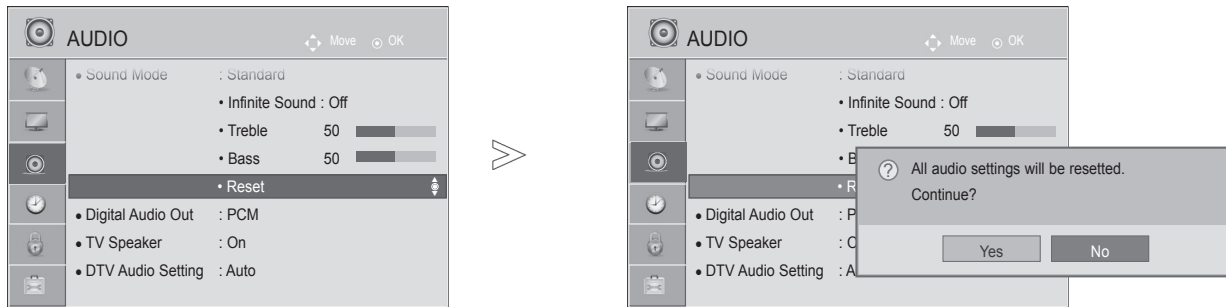 AUDIO
Move OK
• Sound Mode : Standard
• Infinite Sound : Off
• Treble 50
• Bass 50
• Reset
• Digital Audio Out : PCM
• TV Speaker : On
• DTV Audio Setting : Auto
AUDIO
Move OK
• Sound Mode : Standard
• Infinite Sound : Off
• Treble 50
• B
• R
• Digital Audio Out : P
• TV Speaker : O
• DTV Audio Setting : A
All audio settings will be resetted.
Continue?
Yes No